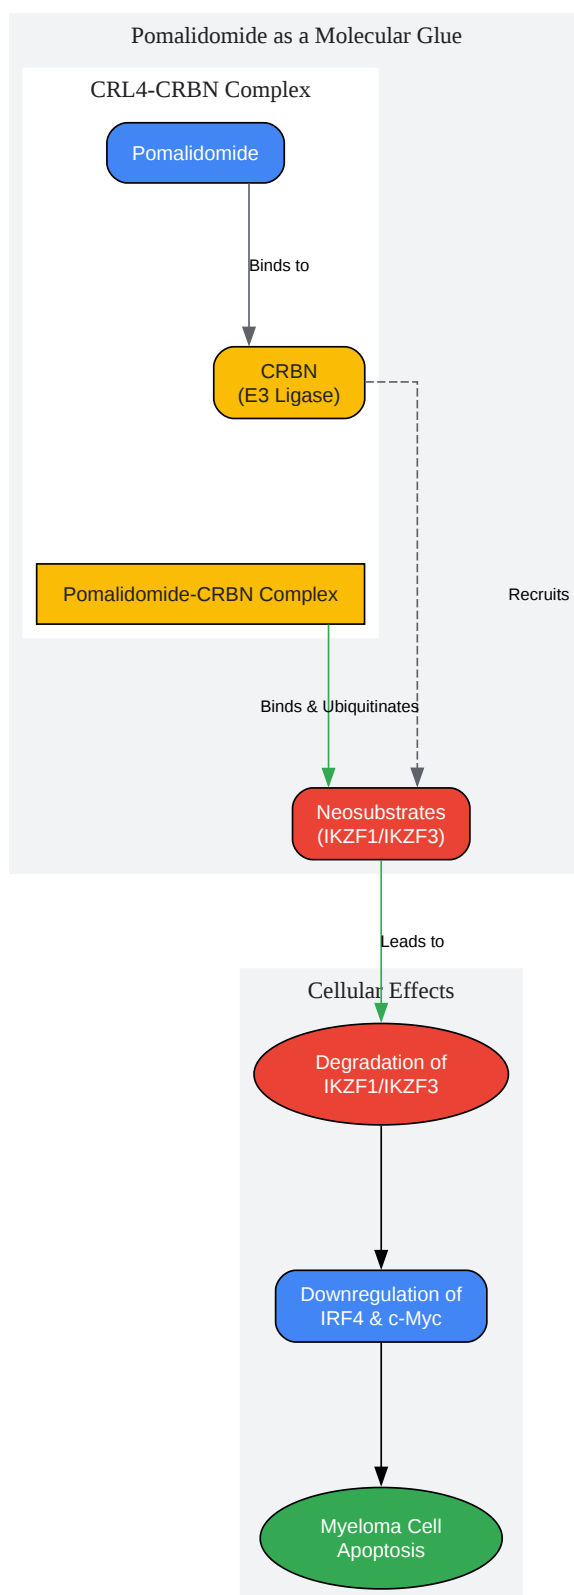 Pomalidomide as a Molecular Glue
CRL4-CRBN Complex
Pomalidomide
Binds to
CRBN
(E3 Ligase)
Pomalidomide-CRBN Complex
Recruits
Binds & Ubiquitinates
Neosubstrates
(IKZF1/IKZF3)
Leads to
Cellular Effects
Degradation of
IKZF1/IKZF3
Downregulation of
IRF4 & c-Myc
Myeloma Cell
Apoptosis